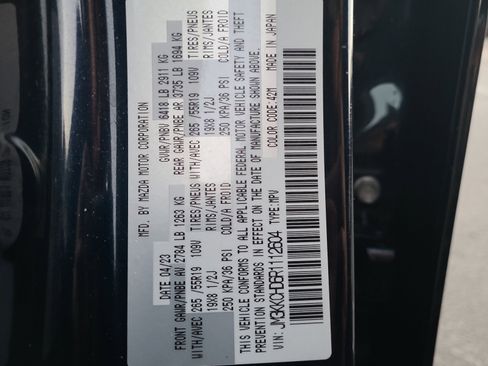 MFD. BY MAZDA MOTOR CORPORATION
DATE 04/23 GVWR/PNBV 6418 LB 2911 KG
FRONT GAWR/PNBE AV 2784 LB 1263 KG REAR GAWR/PNBE AR 3735 LB 1694 KG
WITH/AVEC 265 /55R19 109V TIRES/PNEUS WITH/AVEC 265 /55R19 109V TIRES/PNEUS
19X8 1/2J RIMS/JANTES 19X8 1/2J RIMS/JANTES
250 KPA/36 PSI COLD/A FROID 250 KPA/36 PSI COLD/A FROID
THIS VEHICLE CONFORMS TO ALL APPLICABLE FEDERAL MOTOR VEHICLE SAFETY AND THEFT
PREVENTION STANDARDS IN EFFECT ON THE DATE OF MANUFACTURE SHOWN ABOVE.
VIN: JM3KKCHD6R1112604 TYPE:MPV COLOR CODE:42M MADE IN JAPAN